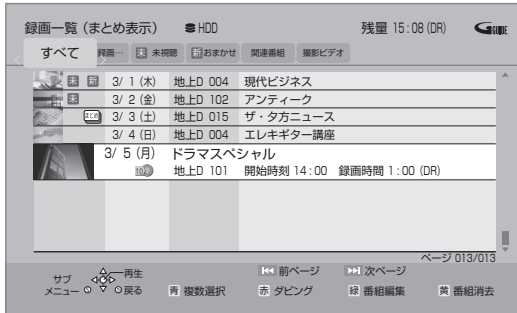 録画一覧(まとめ表示) HDD 残量 15:08(DR) G GUIDE
すべて 録画… 未 未視聴 新 おまかせ 関連番組 撮影ビデオ
未 新 3/ 1(木) 地上D 004 現代ビジネス
未 3/ 2(金) 地上D 102 アンティーク
まとめ 3/ 3(土) 地上D 015 ザ・夕方ニュース
3/ 4(日) 地上D 004 エレキギター講座
3/ 5(月) ドラマスペシャル
10 地上D 101 開始時刻 14:00 録画時間 1:00 (DR)
ページ 013/013
サブメニュー 再生 戻る
前ページ 次ページ
青 複数選択 赤 ダビング 緑 番組編集 黄 番組消去